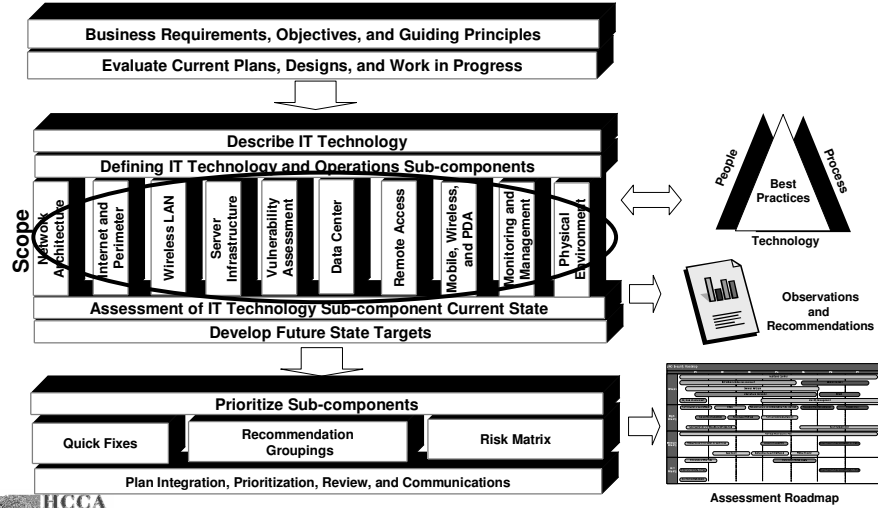 Business Requirements, Objectives, and Guiding Principles
Evaluate Current Plans, Designs, and Work in Progress
Describe IT Technology
Defining IT Technology and Operations Sub-components
Scope
Network
Architecture
Internet and
Perimeter
Wireless LAN
Server
Infrastructure
Vulnerability
Assessment
Data Center
Remote Access
Mobile, Wireless,
and PDA
Monitoring and
Management
Physical
Environment
People
Process
Best
Practices
Technology
Assessment of IT Technology Sub-component Current State
Develop Future State Targets
Observations
and
Recommendations
Prioritize Sub-components
Quick Fixes
Recommendation
Groupings
Risk Matrix
Plan Integration, Prioritization, Review, and Communications
Assessment Roadmap
HCCA